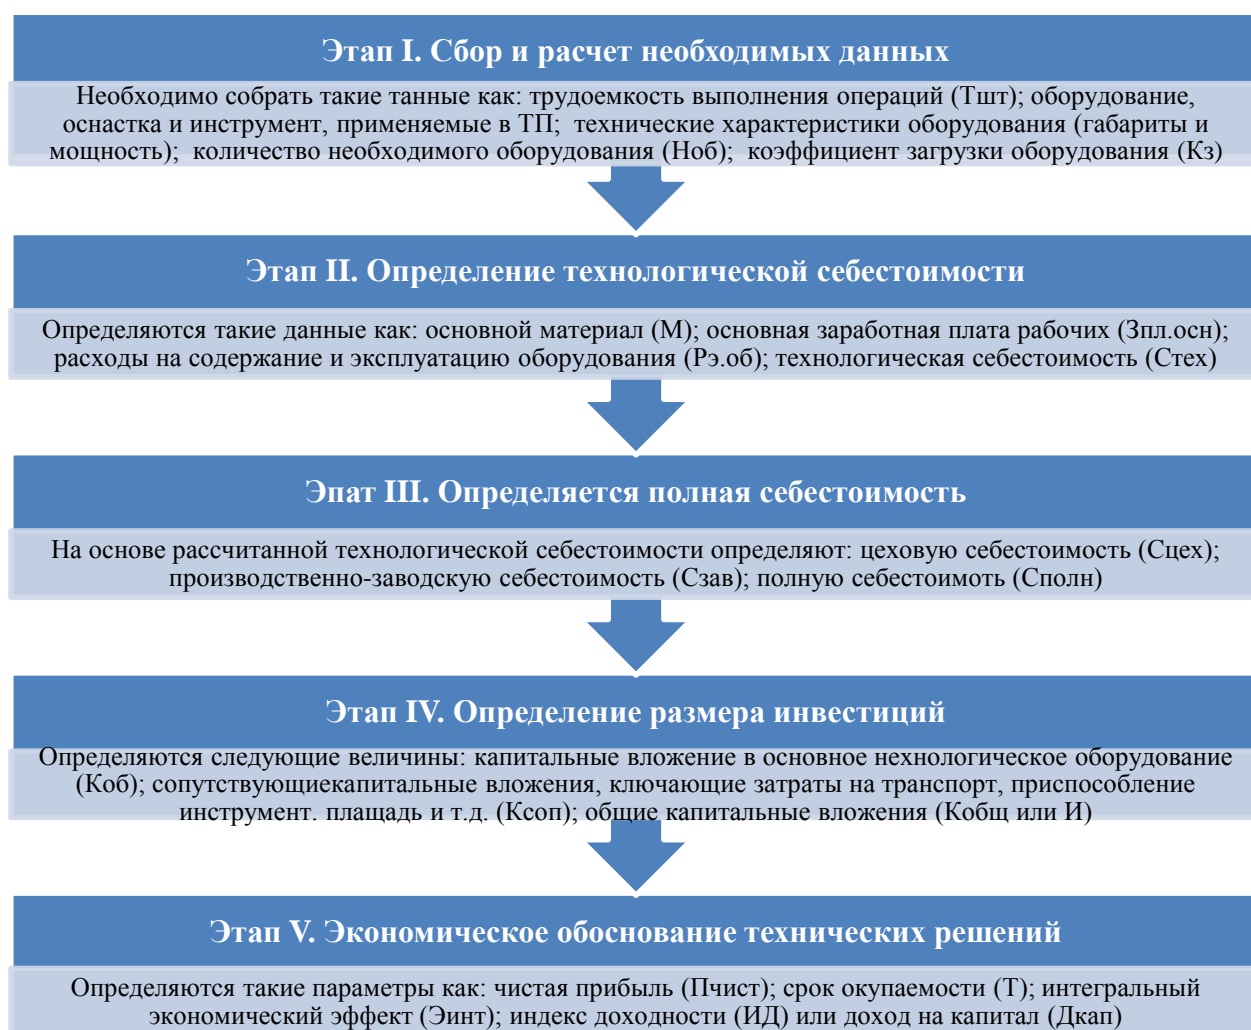 Этап I. Сбор и расчет необходимых данных
Необходимо собрать такие танные как: трудоемкость выполнения операций (Тшт); оборудование,
оснастка и инструмент, применяемые в ТП; технические характеристики оборудования (габариты и
мощность); количество необходимого оборудования (Ноб); коэффициент загрузки оборудования (Кз)
Этап II. Определение технологической себестоимости
Определяются такие данные как: основной материал (М); основная заработная плата рабочих (Зпл.осн);
расходы на содержание и эксплуатацию оборудования (Рэ.об); технологическая себестоимость (Стех)
Эпат III. Определяется полная себестоимость
На основе рассчитанной технологической себестоимости определяют: цеховую себестоимость (Сцех);
производственно-заводскую себестоимость (Сзав); полную себестоимоть (Сполн)
Этап IV. Определение размера инвестиций
Определяются следующие величины: капитальные вложение в основное нехнологическое оборудование
(Коб); сопутствующиекапитальные вложения, ключающие затраты на транспорт, приспособление
инструмент. плащадь и т.д. (Ксоп); общие капитальные вложения (Кобщ или И)
Этап V. Экономическое обоснование технических решений
Определяются такие параметры как: чистая прибыль (Пчист); срок окупаемости (Т); интегральный
экономический эффект (Эинт); индекс доходности (ИД) или доход на капитал (Дкап)